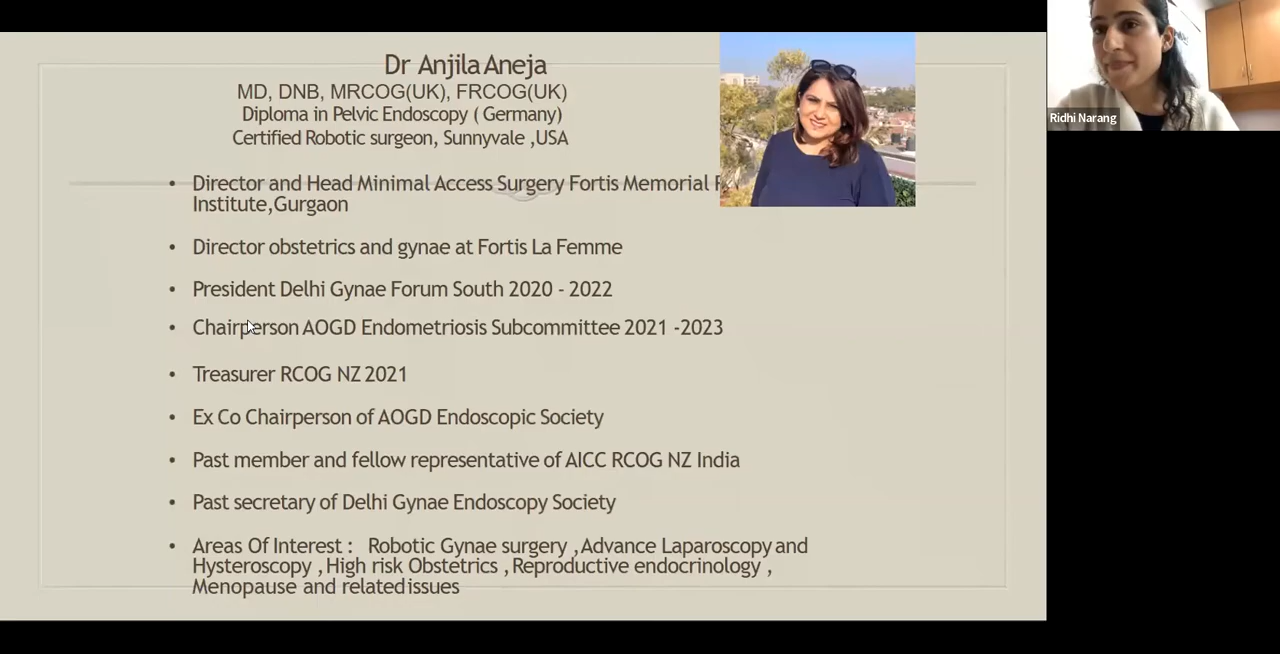 Dr Anjila Aneja
MD, DNB, MRCOG(UK), FRCOG(UK)
Diploma in Pelvic Endoscopy ( Germany)
Certified Robotic surgeon, Sunnyvale ,USA
• Director and Head Minimal Access Surgery Fortis Memorial
Institute,Gurgaon
• Director obstetrics and gynae at Fortis La Femme
• President Delhi Gynae Forum South 2020 - 2022
• Chairperson AOGD Endometriosis Subcommittee 2021 -2023
• Treasurer RCOG NZ 2021
• Ex Co Chairperson of AOGD Endoscopic Society
• Past member and fellow representative of AICC RCOG NZ India
• Past secretary of Delhi Gynae Endoscopy Society
• Areas Of Interest : Robotic Gynae surgery ,Advance Laparoscopy and
Hysteroscopy ,High risk Obstetrics ,Reproductive endocrinology ,
Menopause and related issues
Ridhi Narang